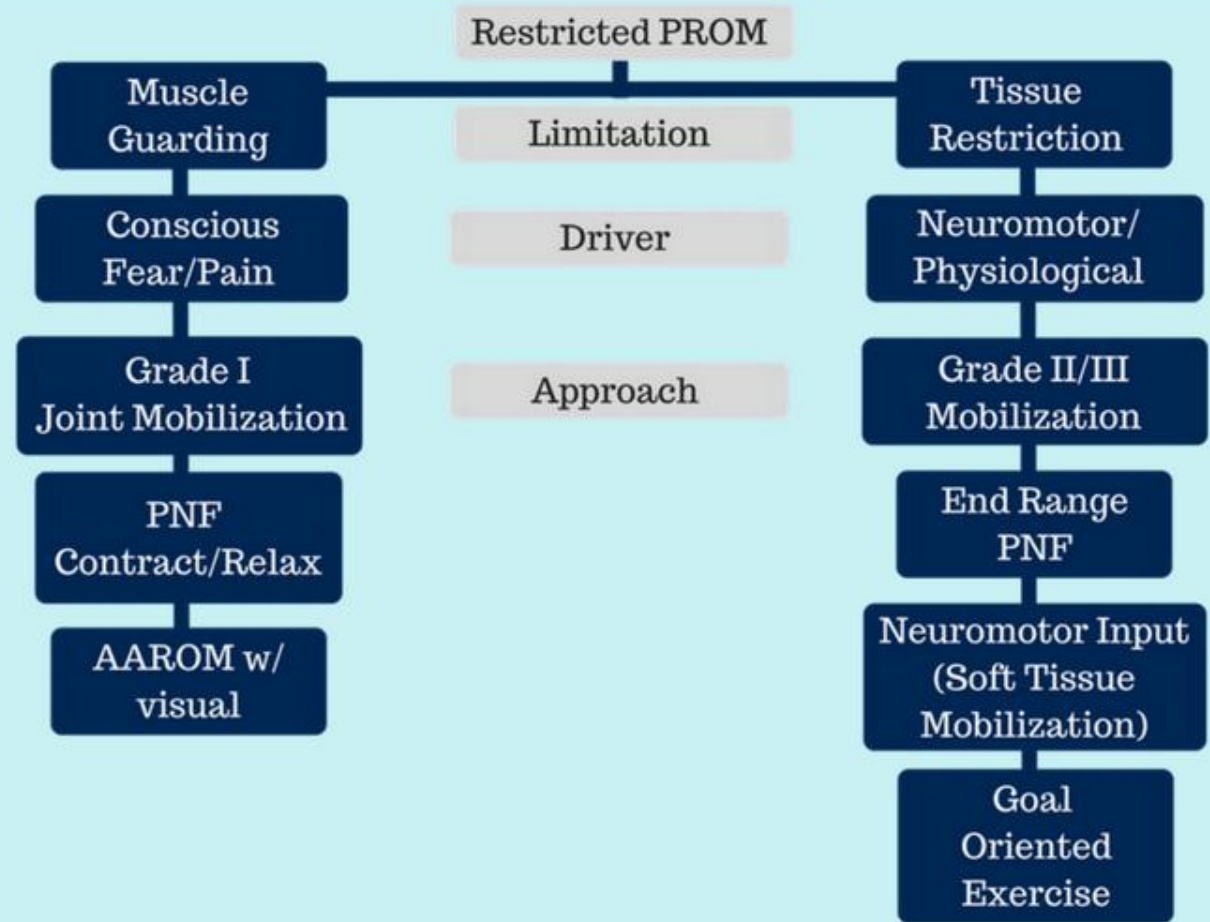 Restricted PROM
Muscle
Guarding
Limitation
Tissue
Restriction
Conscious
Fear/Pain
Driver
Neuromotor/
Physiological
Grade I
Joint Mobilization
Approach
Grade II/III
Mobilization
PNF
Contract/Relax
End Range
PNF
AAROM w/
visual
Neuromotor Input
(Soft Tissue
Mobilization)
Goal
Oriented
Exercise